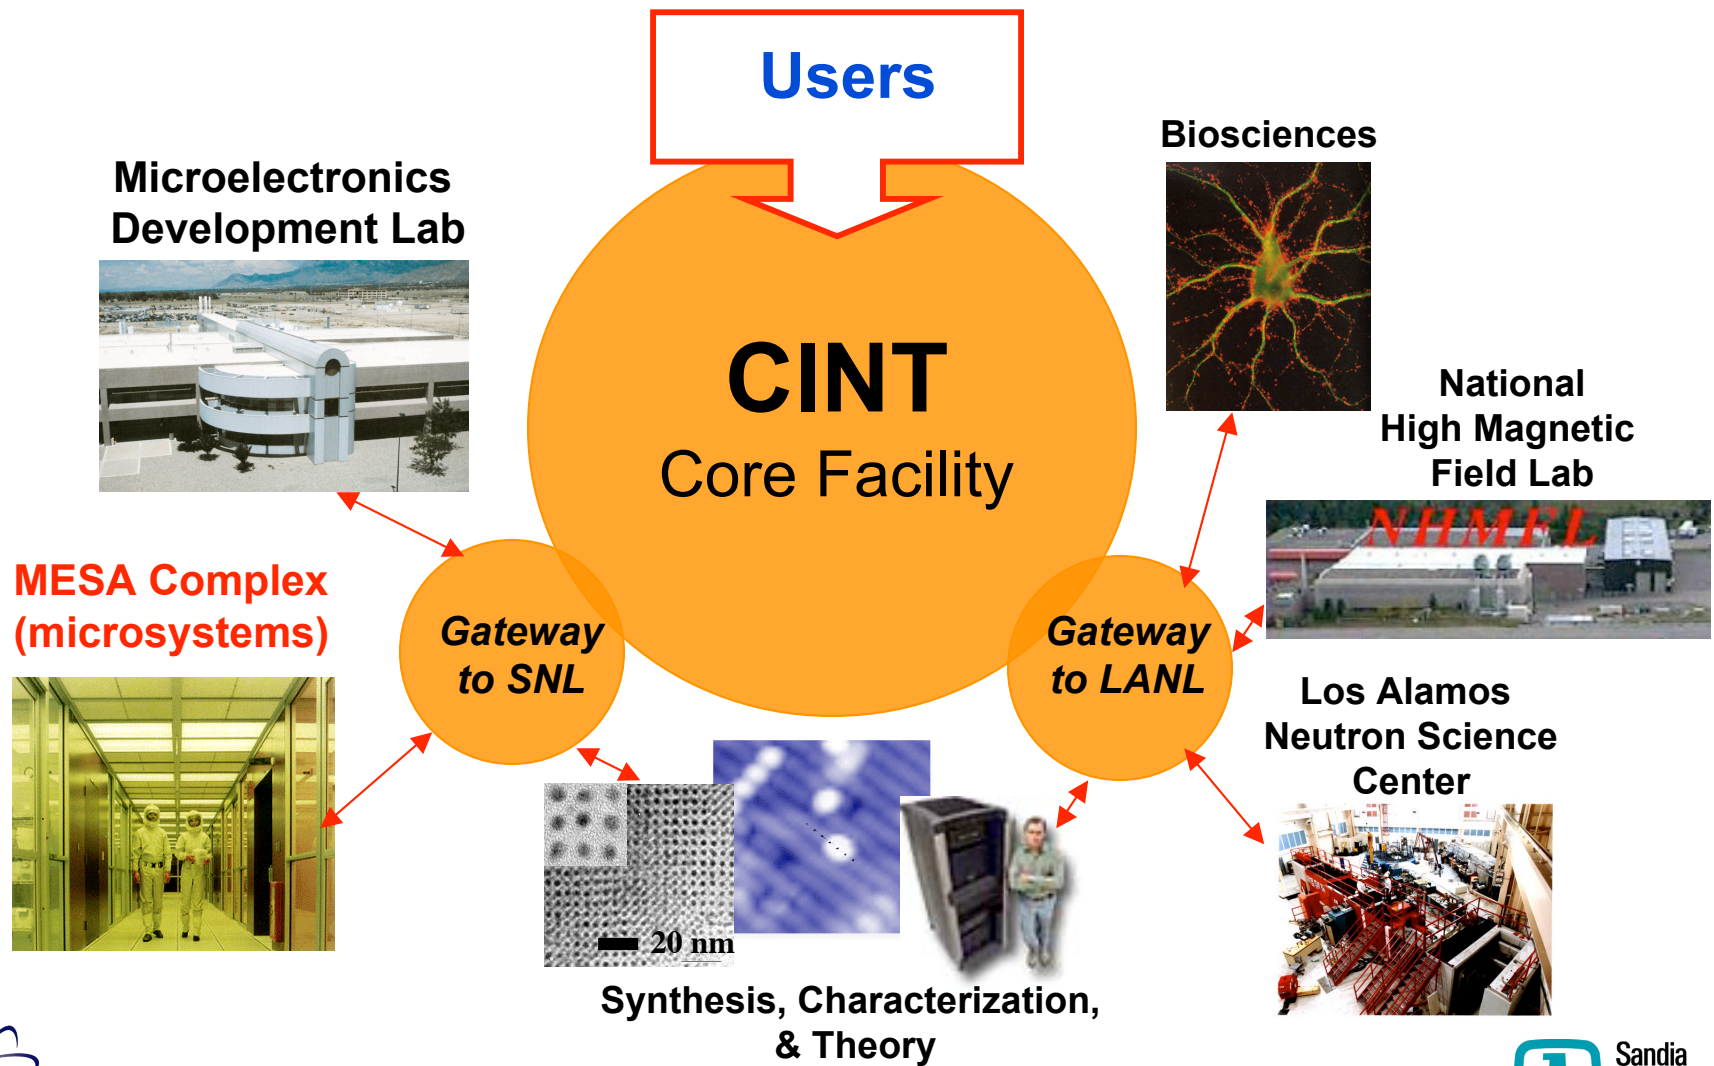 Users
Biosciences
Microelectronics
Development Lab
CINT
Core Facility
National
High Magnetic
Field Lab
NHMFL
MESA Complex
(microsystems)
Gateway
to SNL
Gateway
to LANL
Los Alamos
Neutron Science
Center
20 nm
Synthesis, Characterization,
& Theory
Sandia